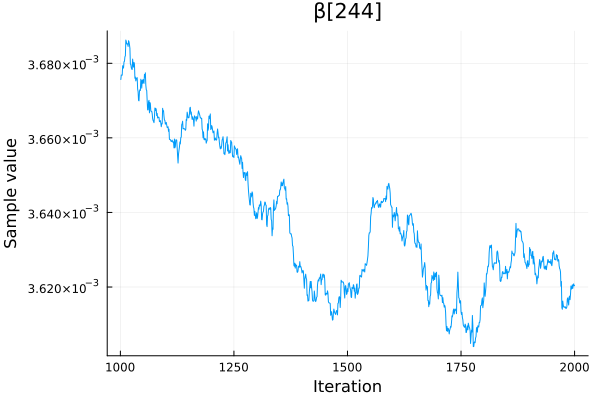 β[244]
Sample value
3.680×10⁻³
3.660×10⁻³
3.640×10⁻³
3.620×10⁻³
1000 1250 1500 1750 2000
Iteration